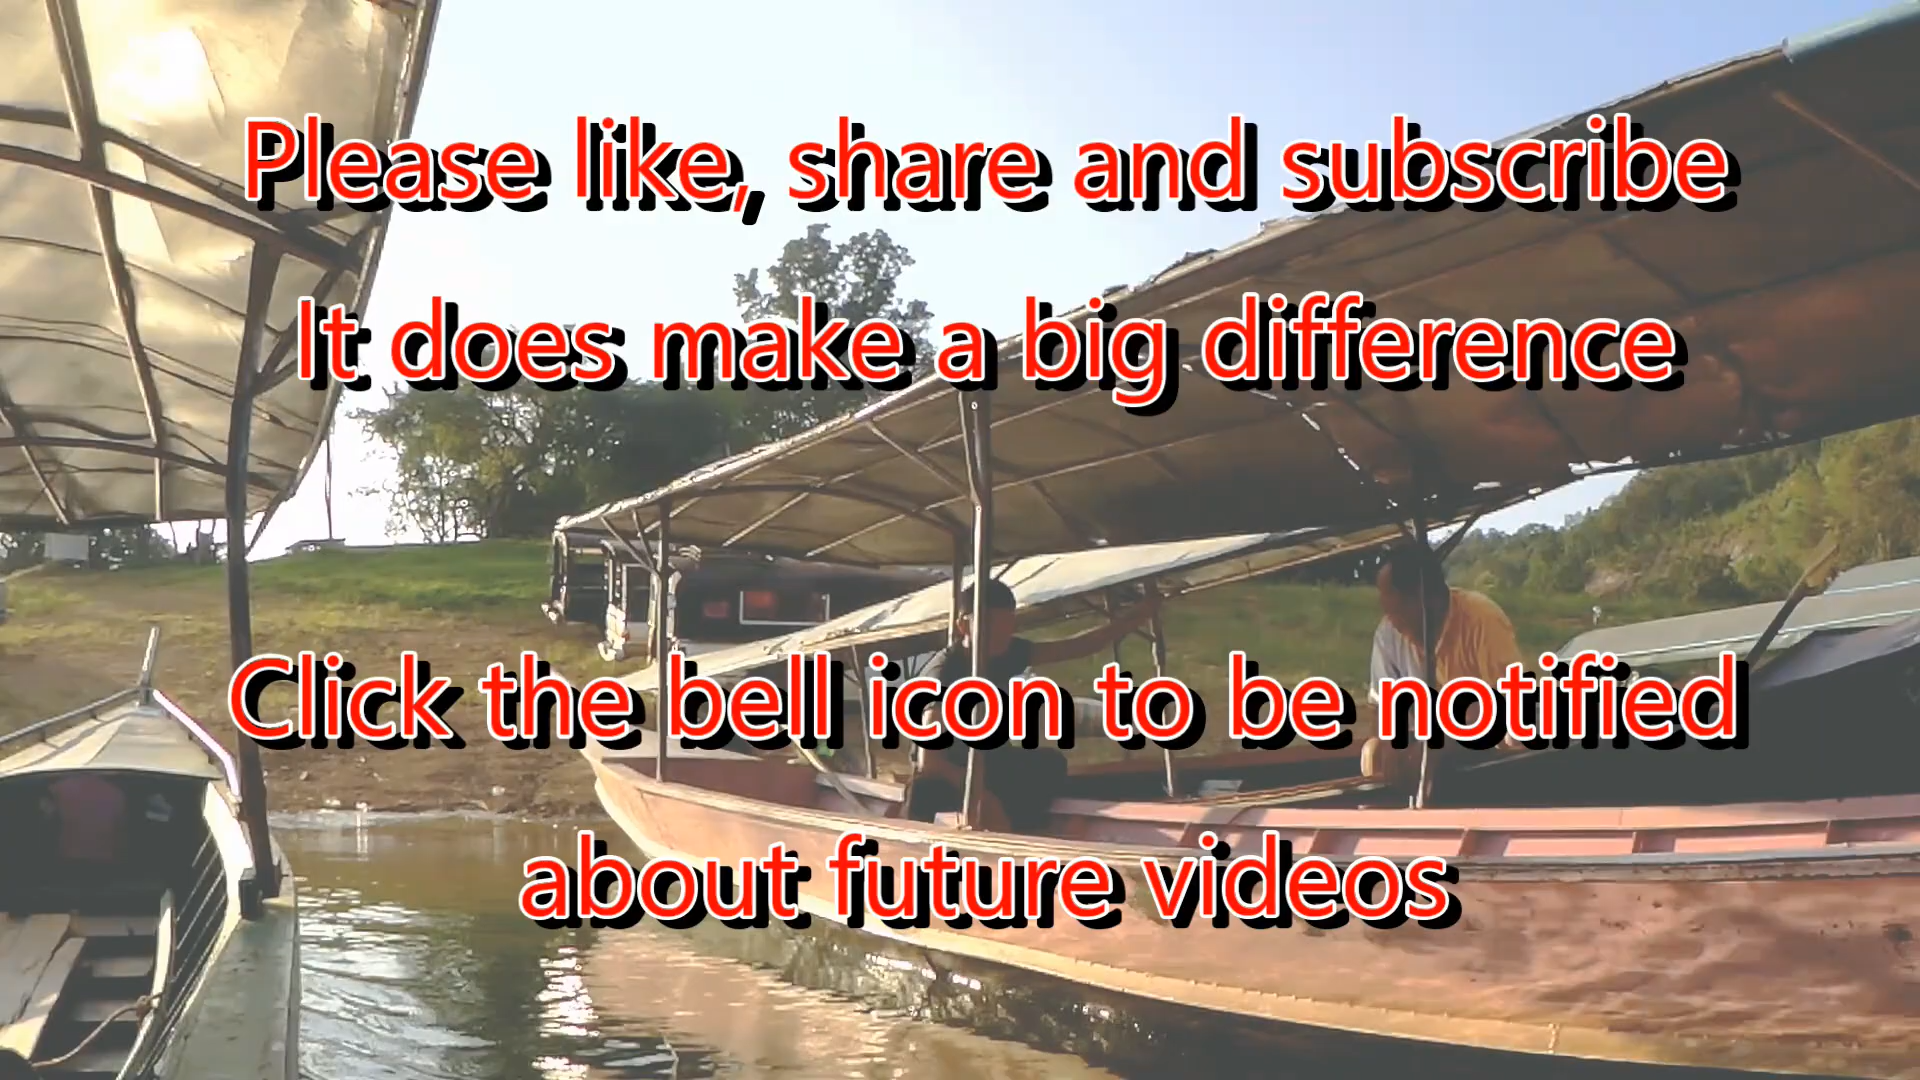 Please like, share and subscribe
It does make a big difference
Click the bell icon to be notified
about future videos